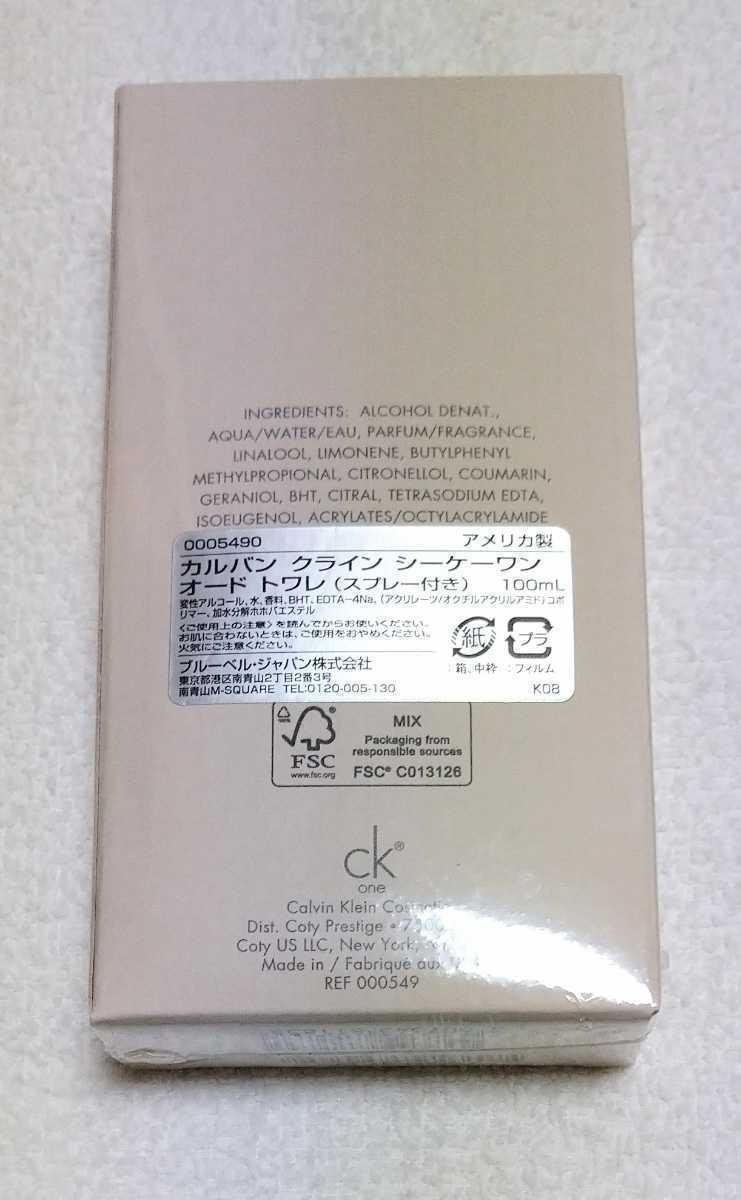 INGREDIENTS: ALCOHOL DENAT.,
AQUA/WATER/EAU, PARFUM/FRAGRANCE,
LINALOOL, LIMONENE, BUTYLPHENYL
METHYLPROPIONAL, CITRONELLOL, COUMARIN,
GERANIOL, BHT, CITRAL, TETRASODIUM EDTA,
ISOEUGENOL, ACRYLATES/OCTYLACRYLAMIDE
0005490 アメリカ製
カルバン クライン シーケーワン
オード トワレ(スプレー付き) 100mL
変性アルコール、水、香料、BHT、EDTA-4Na、(アクリレーツ/オクチルアクリルアミド)コポ
リマー、加水分解ホホバエステル
〈ご使用上の注意〉を読んでからお使いください。
お肌に合わないときは、ご使用をおやめください。
火気にご注意ください。
紙 プラ
:箱、中枠 :フィルム
ブルーベル・ジャパン株式会社
東京都港区南青山2丁目2番3号
南青山M-SQUARE TEL:0120-005-130 K08
FSC
www.fsc.org
MIX
Packaging from
responsible sources
FSC® C013126
ck®
one
Calvin Klein
Dist. Coty Prestige •
Coty US LLC, New York,
Made in / Fabriqué aux
REF 000549